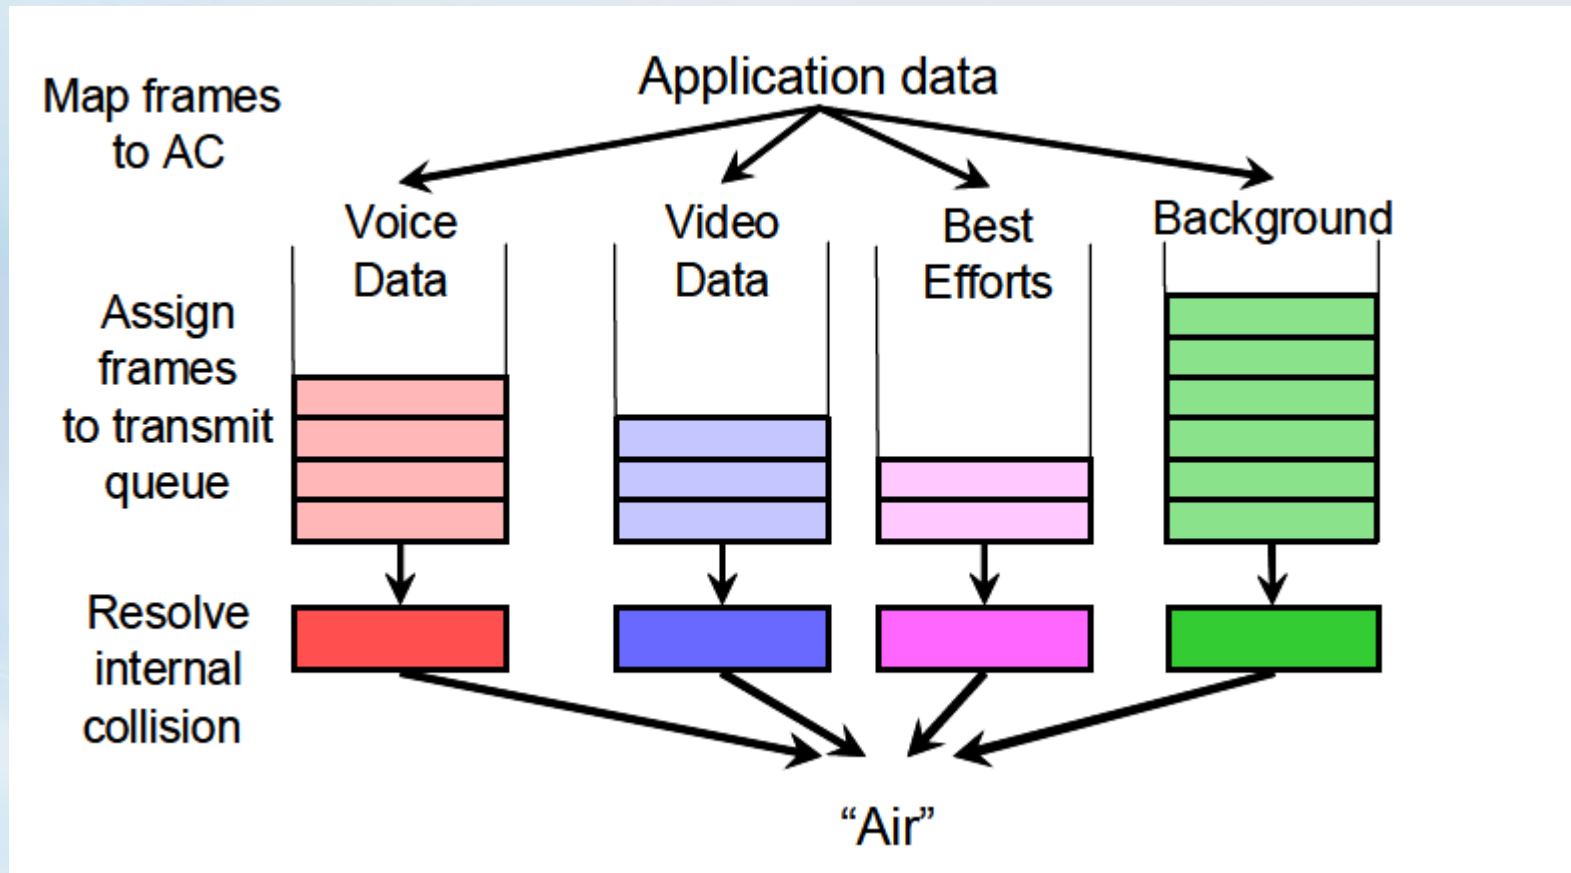 Application data
Map frames
to AC
Voice
Data
Video
Data
Best
Efforts
Background
Assign
frames
to transmit
queue
Resolve
internal
collision
“Air”